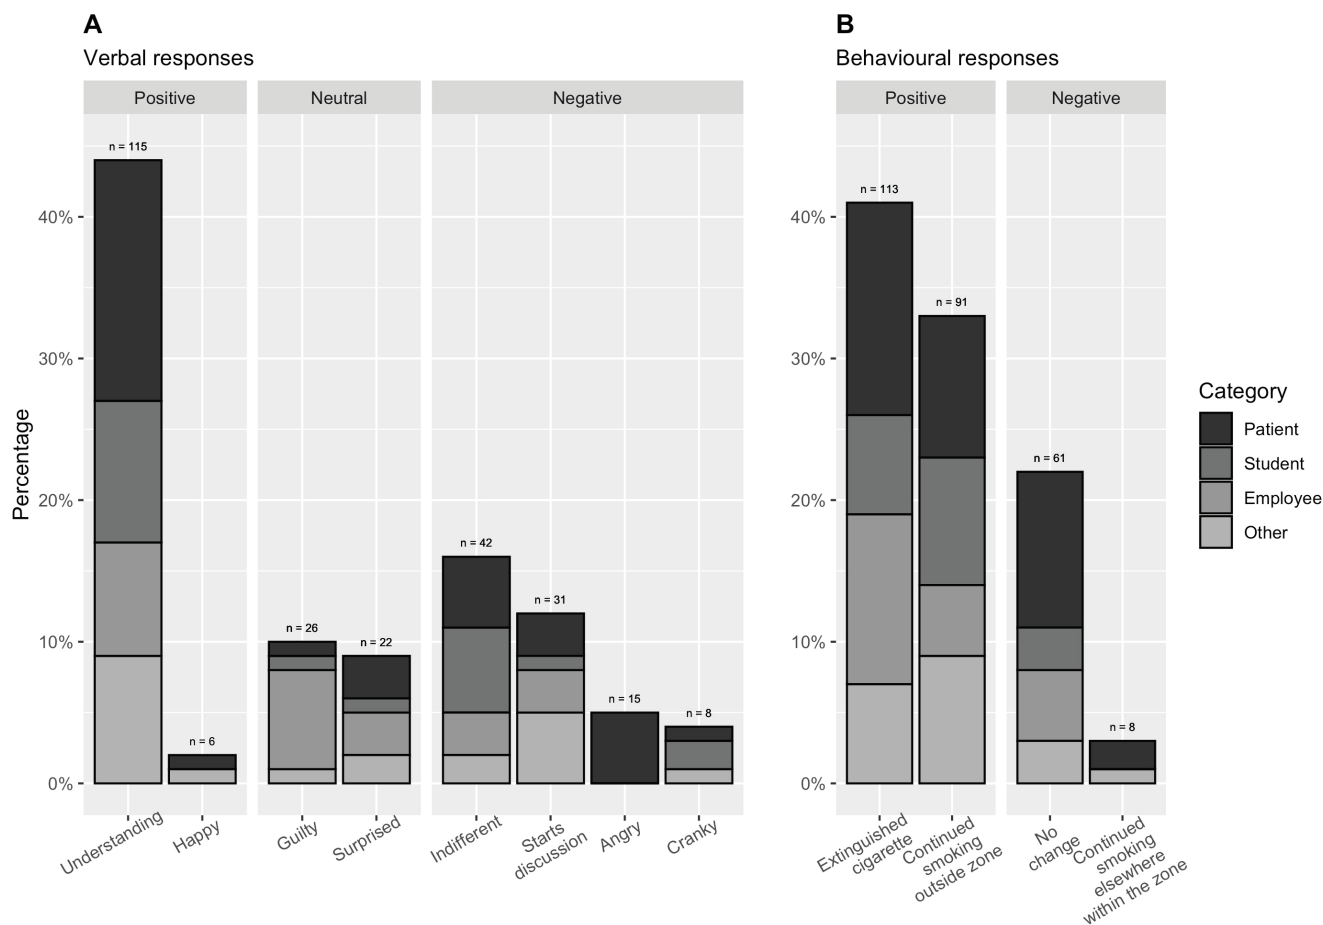 A
Verbal responses
Positive
Neutral
Negative
n = 115
n = 6
n = 26
n = 22
n = 42
n = 31
n = 15
n = 8
Percentage
40%
30%
20%
10%
0%
Understanding
Happy
Guilty
Surprised
Indifferent
Starts
discussion
Angry
Cranky
B
Behavioural responses
Positive
Negative
n = 113
n = 91
n = 61
n = 8
40%
30%
20%
10%
0%
Extinguished
cigarette
Continued
smoking
outside zone
No
change
Continued
smoking
elsewhere
within the zone
Category
Patient
Student
Employee
Other